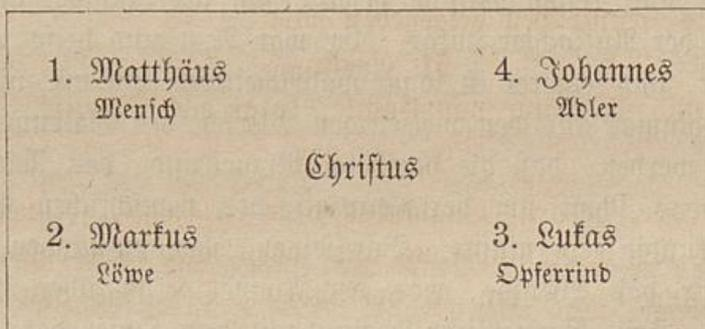 1. Matthäus 4. Johannes
Mensch Adler
Christus
2. Markus 3. Lukas
Löwe Opferrind